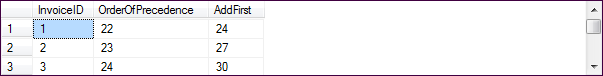 InvoiceID OrderOfPrecedence AddFirst
1 1 22 24
2 2 23 27
3 3 24 30